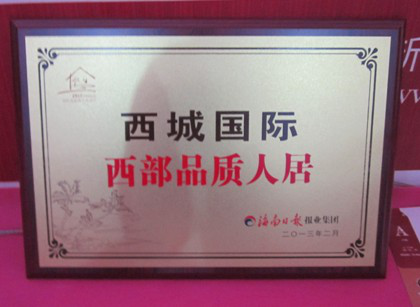 西城国际
西部品质人居
海南日报报业集团
二〇一三年二月